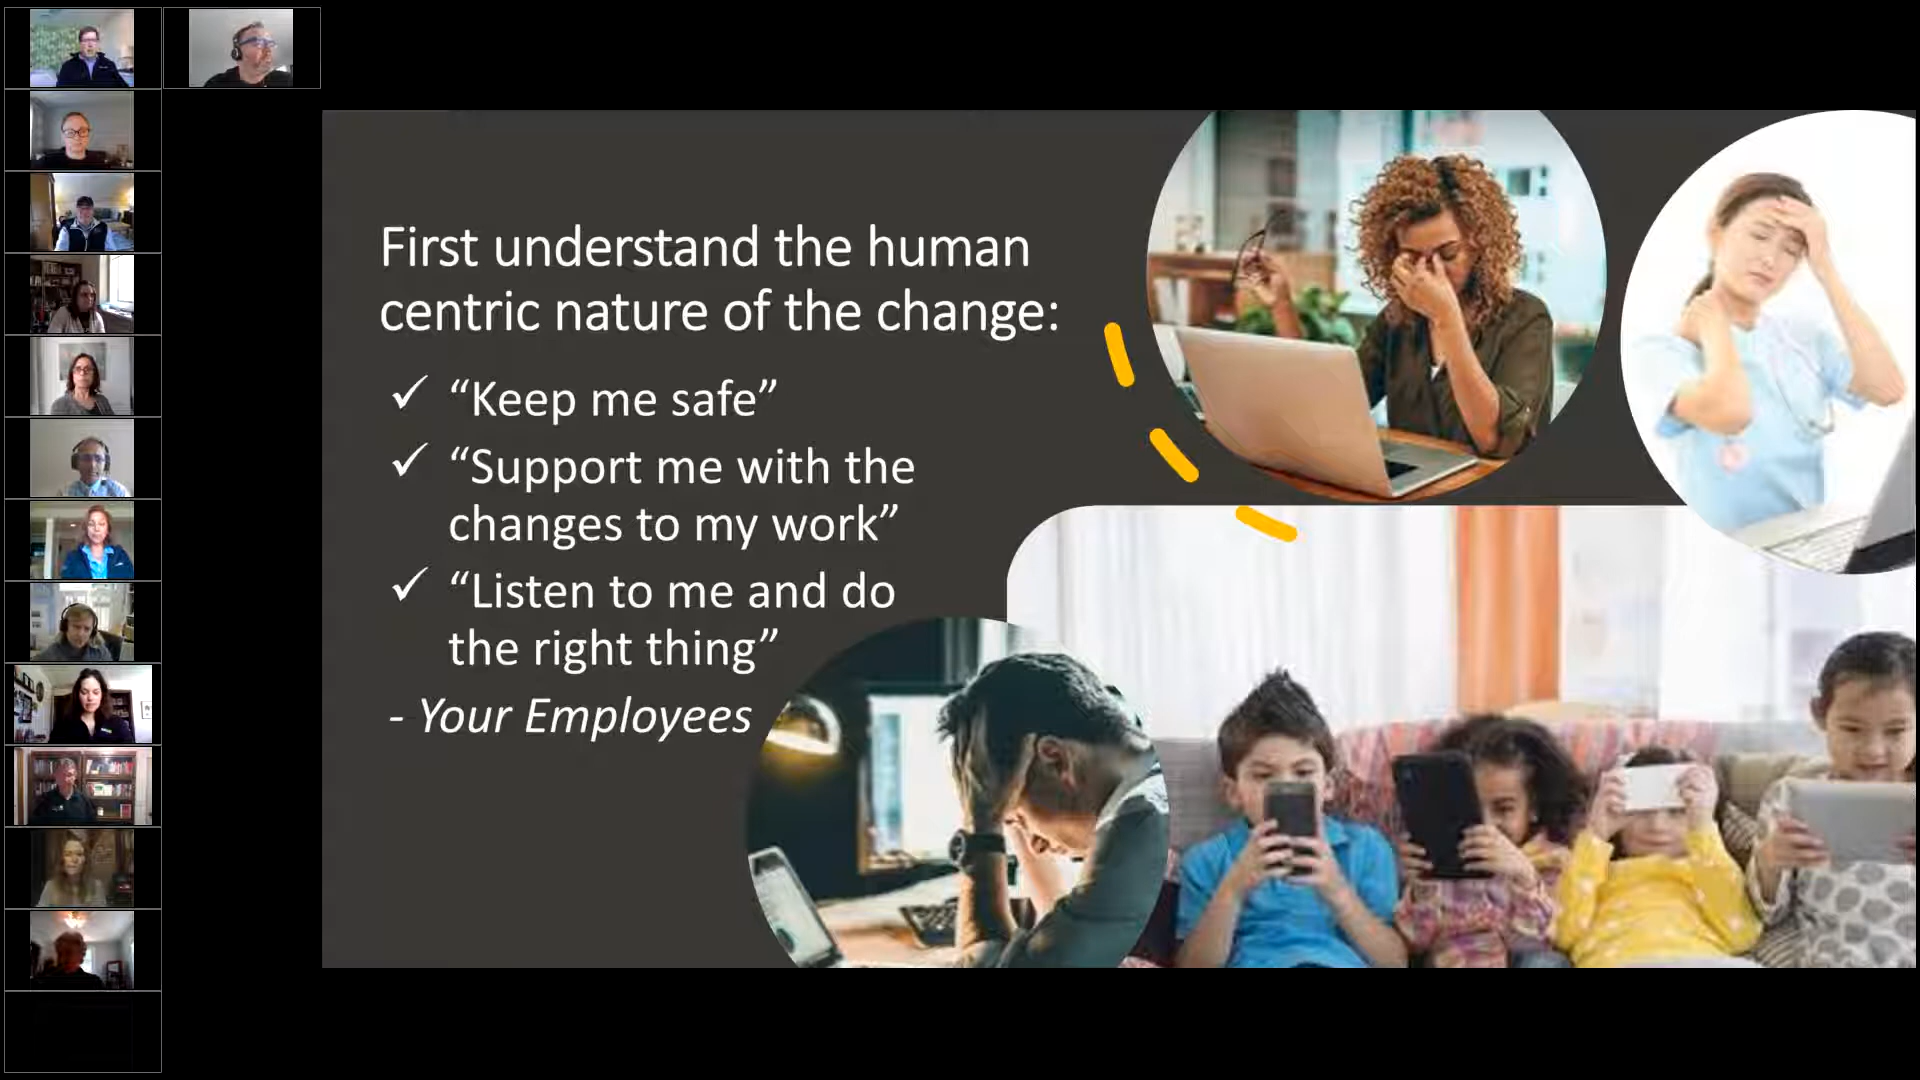 First understand the human
centric nature of the change:
✓ “Keep me safe”
✓ “Support me with the
changes to my work”
✓ “Listen to me and do
the right thing”
- Your Employees